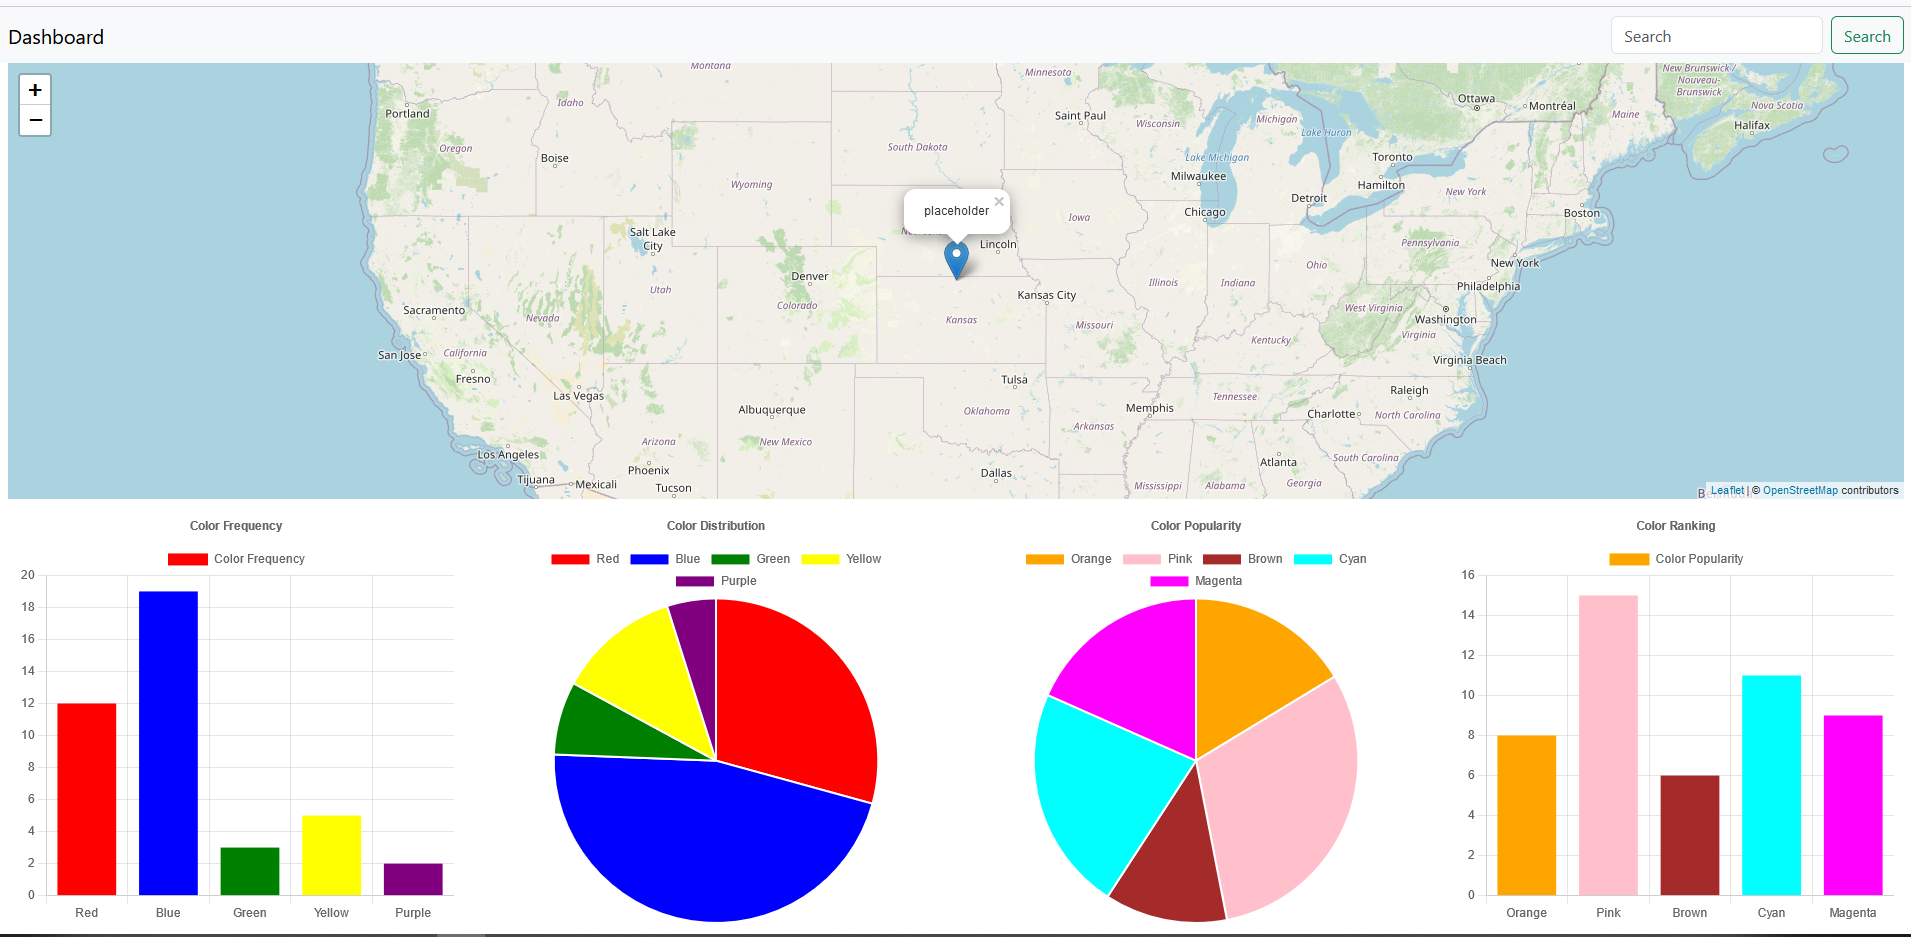 Dashboard
Search
Search
+
−
Montana
Minnesota
New Brunswick /
Nouveau-
Brunswick
Portland
Idaho
Saint Paul
Wisconsin
Michigan
Ottawa
Montréal
Maine
Nova Scotia
Halifax
Oregon
Boise
South Dakota
Lake Michigan
Lake Huron
Toronto
Wyoming
Milwaukee
Hamilton
New York
Detroit
placeholder
×
Chicago
Iowa
Boston
Salt Lake
City
Lincoln
Pennsylvania
New York
Denver
Utah
Colorado
Kansas City
Illinois
Indiana
Ohio
Philadelphia
Sacramento
Nevada
Kansas
Missouri
West Virginia
Washington
Virginia
Kentucky
San Jose
California
Virginia Beach
Fresno
Tulsa
Las Vegas
Albuquerque
Oklahoma
Memphis
Tennessee
Raleigh
Charlotte
North Carolina
Arkansas
Arizona
New Mexico
Los Angeles
Phoenix
Dallas
Atlanta
South Carolina
Tijuana
Mexicali
Tucson
Mississippi
Alabama
Georgia
Leaflet | © OpenStreetMap contributors
Color Frequency
Color Frequency
20
18
16
14
12
10
8
6
4
2
0
Red Blue Green Yellow Purple
Color Distribution
Red Blue Green Yellow
Purple
Color Popularity
Orange Pink Brown Cyan
Magenta
Color Ranking
Color Popularity
16
14
12
10
8
6
4
2
0
Orange Pink Brown Cyan Magenta